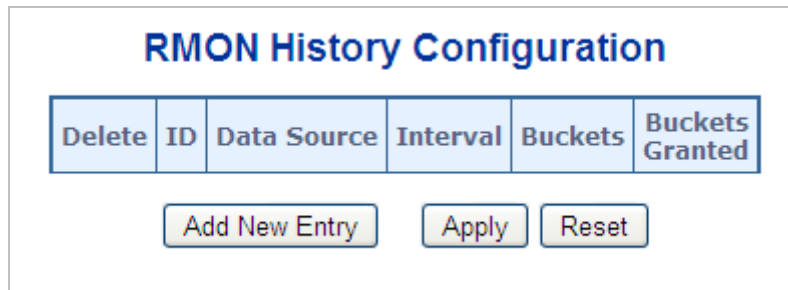 RMON History Configuration
Delete ID Data Source Interval Buckets Buckets Granted
Add New Entry Apply Reset